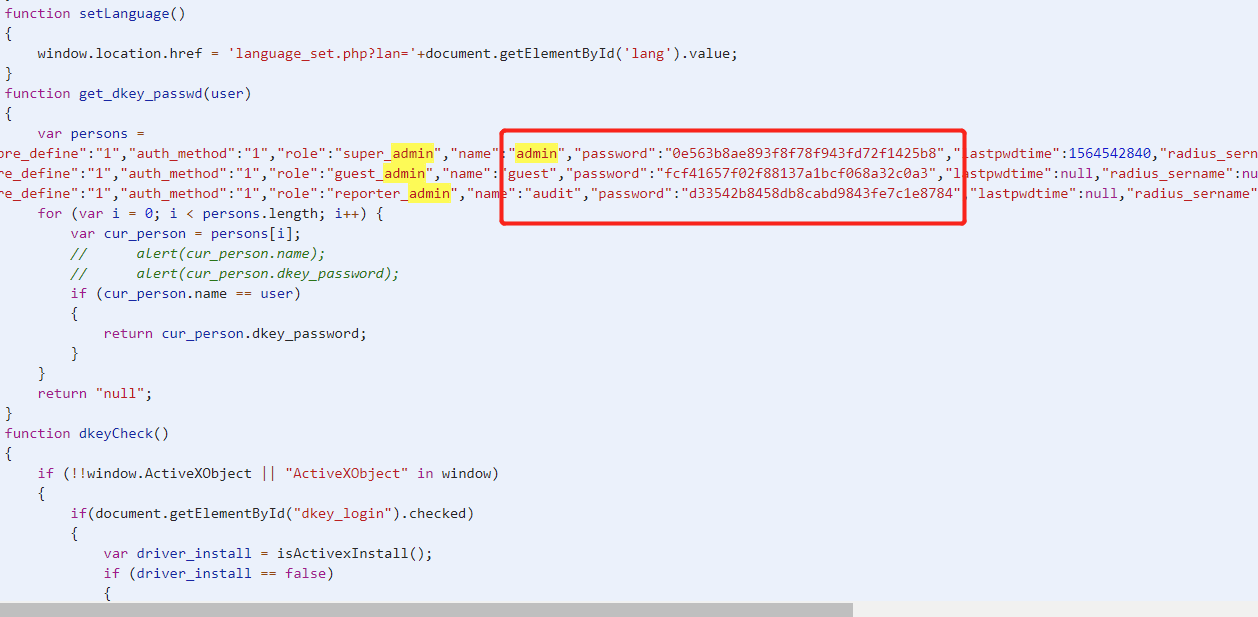 function setLanguage()
{
window.location.href = 'language_set.php?lan='+document.getElementById('lang').value;
}
function get_dkey_passwd(user)
{
var persons =
pre_define":"1","auth_method":"1","role":"super_admin","name":"admin","password":"0e563b8ae893f8f78f943fd72f1425b8","lastpwdtime":1564542840,"radius_sern
re_define":"1","auth_method":"1","role":"guest_admin","name":"guest","password":"fcf41657f02f88137a1bcf068a32c0a3","lastpwdtime":null,"radius_sername":nu
re_define":"1","auth_method":"1","role":"reporter_admin","name":"audit","password":"d33542b8458db8cabd9843fe7c1e8784","lastpwdtime":null,"radius_sername"
for (var i = 0; i < persons.length; i++) {
var cur_person = persons[i];
// alert(cur_person.name);
// alert(cur_person.dkey_password);
if (cur_person.name == user)
{
return cur_person.dkey_password;
}
}
return "null";
}
function dkeyCheck()
{
if (!!window.ActiveXObject || "ActiveXObject" in window)
{
if(document.getElementById("dkey_login").checked)
{
var driver_install = isActivexInstall();
if (driver_install == false)
{